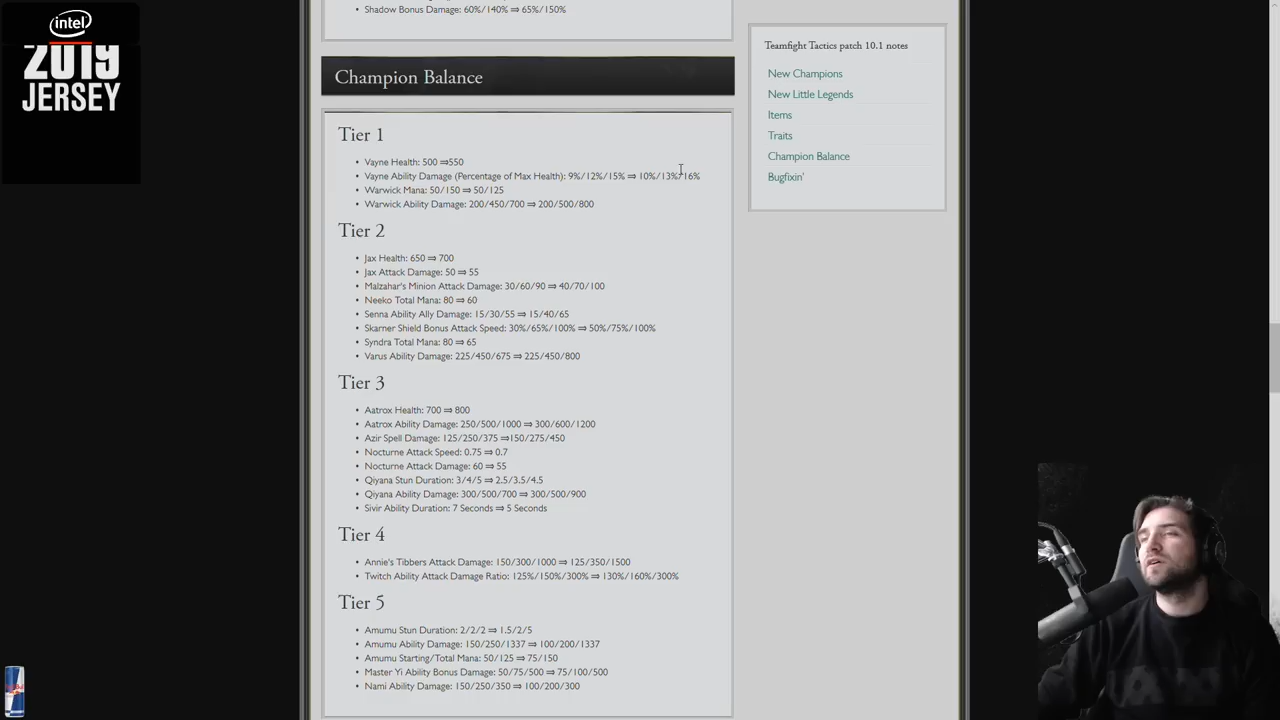 Shadow Bonus Damage: 60%/140% ⇒ 65%/150%
intel
2019
JERSEY
Teamfight Tactics patch 10.1 notes
New Champions
New Little Legends
Items
Traits
Champion Balance
Bugfixin'
Champion Balance
Tier 1
• Vayne Health: 500 ⇒550
• Vayne Ability Damage (Percentage of Max Health): 9%/12%/15% ⇒ 10%/13%/16%
• Warwick Mana: 50/150 ⇒ 50/125
• Warwick Ability Damage: 200/450/700 ⇒ 200/500/800
Tier 2
• Jax Health: 650 ⇒ 700
• Jax Attack Damage: 50 ⇒ 55
• Malzahar's Minion Attack Damage: 30/60/90 ⇒ 40/70/100
• Neeko Total Mana: 80 ⇒ 60
• Senna Ability Ally Damage: 15/30/55 ⇒ 15/40/65
• Skarner Shield Bonus Attack Speed: 30%/65%/100% ⇒ 50%/75%/100%
• Syndra Total Mana: 80 ⇒ 65
• Varus Ability Damage: 225/450/675 ⇒ 225/450/800
Tier 3
• Aatrox Health: 700 ⇒ 800
• Aatrox Ability Damage: 250/500/1000 ⇒ 300/600/1200
• Azir Spell Damage: 125/250/375 ⇒150/275/450
• Nocturne Attack Speed: 0.75 ⇒ 0.7
• Nocturne Attack Damage: 60 ⇒ 55
• Qiyana Stun Duration: 3/4/5 ⇒ 2.5/3.5/4.5
• Qiyana Ability Damage: 300/500/700 ⇒ 300/500/900
• Sivir Ability Duration: 7 Seconds ⇒ 5 Seconds
Tier 4
• Annie's Tibbers Attack Damage: 150/300/1000 ⇒ 125/350/1500
• Twitch Ability Attack Damage Ratio: 125%/150%/300% ⇒ 130%/160%/300%
Tier 5
• Amumu Stun Duration: 2/2/2 ⇒ 1.5/2/5
• Amumu Ability Damage: 150/250/1337 ⇒ 100/200/1337
• Amumu Starting/Total Mana: 50/125 ⇒ 75/150
• Master Yi Ability Bonus Damage: 50/75/500 ⇒ 75/100/500
• Nami Ability Damage: 150/250/350 ⇒ 100/200/300